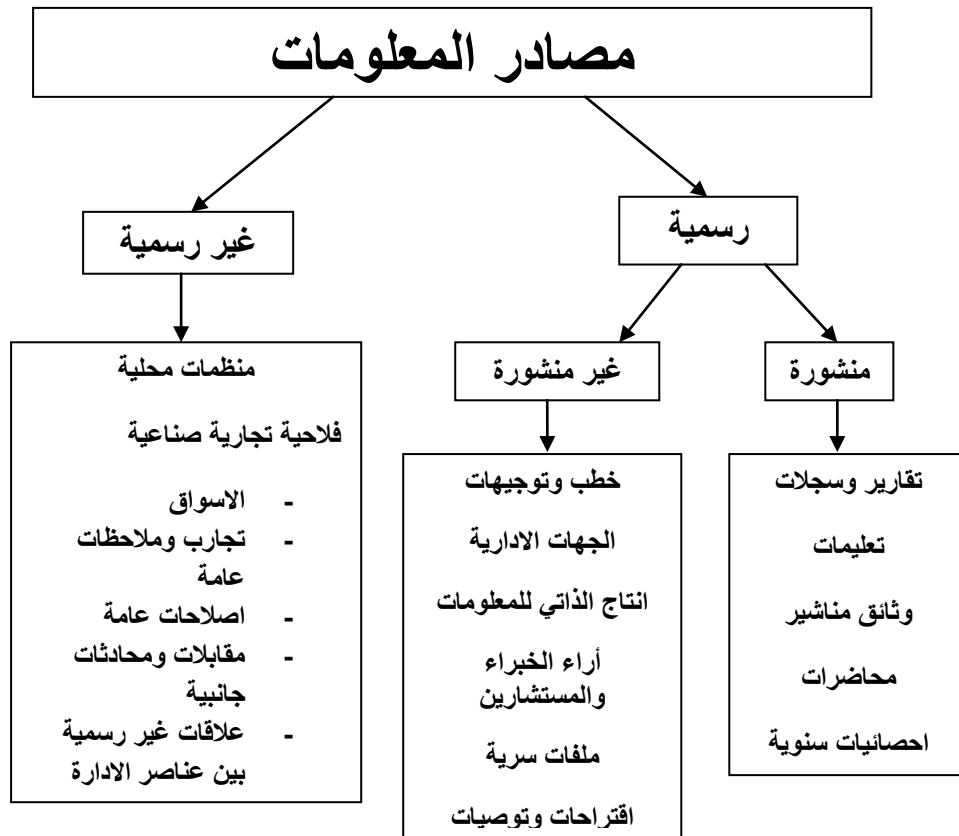 مصادر المعلومات
رسمية
غير رسمية
منشورة
غير منشورة
تقارير وسجلات
تعليمات
وثائق مناشير
محاضرات
احصائيات سنوية
خطب وتوجيهات
الجهات الادارية
انتاج الذاتي للمعلومات
أراء الخبراء
والمستشارين
ملفات سرية
اقتراحات وتوصيات
منظمات محلية
فلاحية تجارية صناعية
- الاسواق
- تجارب وملاحظات
عامة
- اصلاحات عامة
- مقابلات ومحادثات
جانبية
- علاقات غير رسمية
بين عناصر الادارة